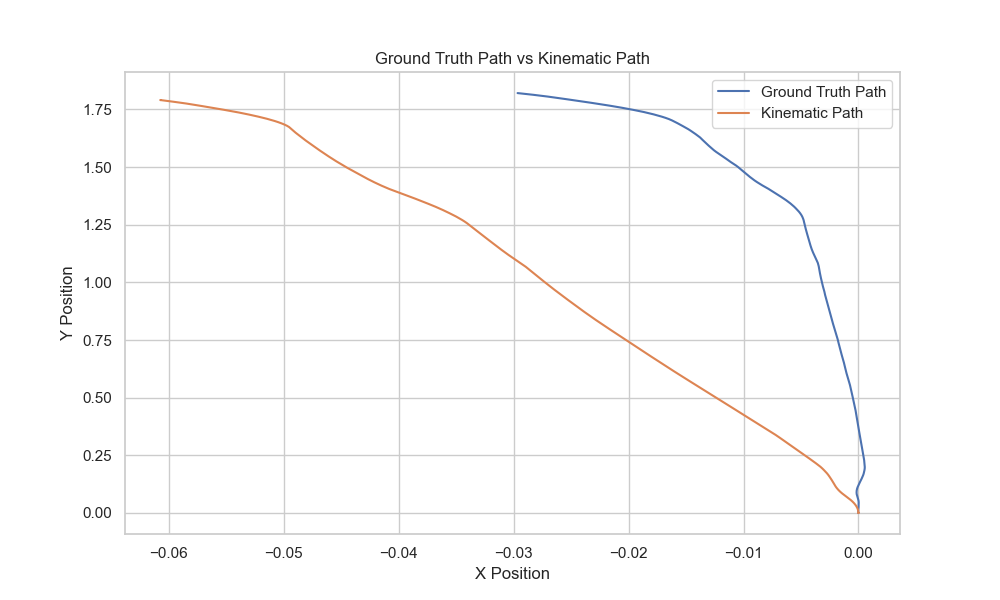 Ground Truth Path vs Kinematic Path
Ground Truth Path
Kinematic Path
Y Position
1.75
1.50
1.25
1.00
0.75
0.50
0.25
0.00
−0.06 −0.05 −0.04 −0.03 −0.02 −0.01 0.00
X Position